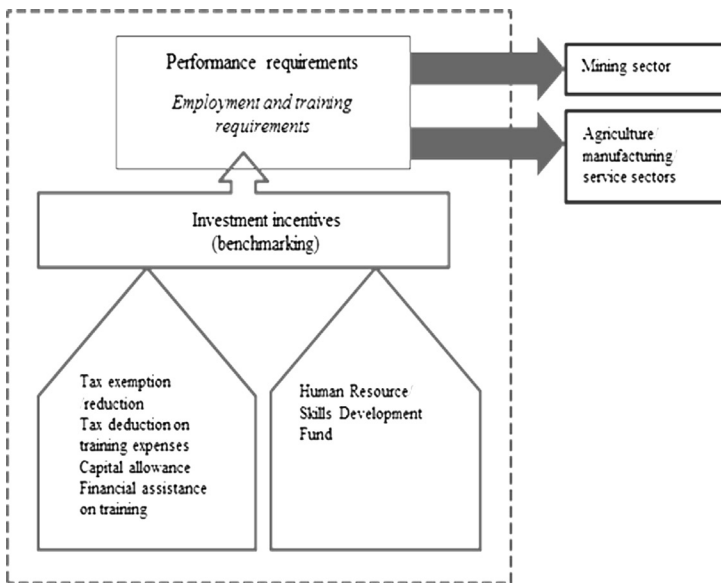 Performance requirements
Employment and training
requirements
Mining sector
Agriculture/
manufacturing/
service sectors
Investment incentives
(benchmarking)
Tax exemption
/reduction
Tax deduction on
training expenses
Capital allowance
Financial assistance
on training
Human Resource/
Skills Development
Fund